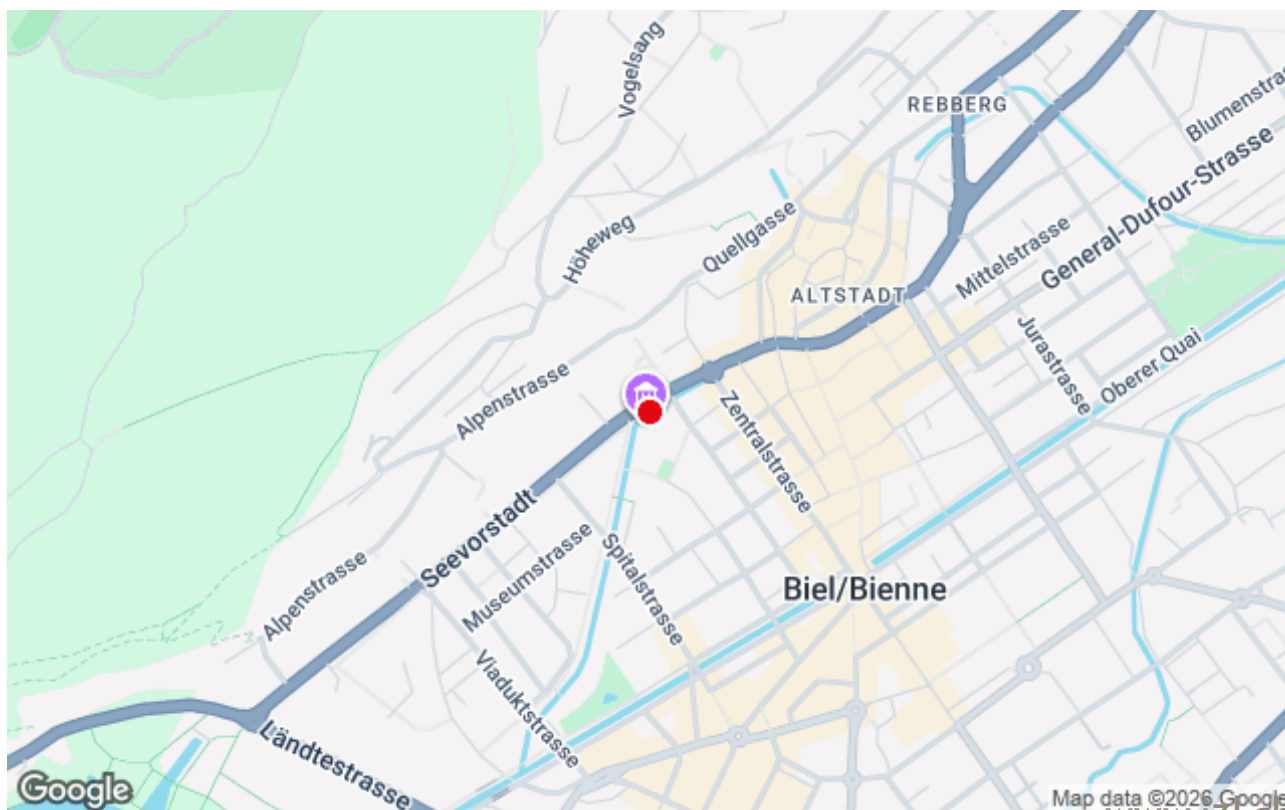 Vogelsang
REBBERG
Blumenstra
General-Dufour-Strasse
Höheweg
Quellgasse
Mittelstrasse
ALTSTADT
Jurastrasse
Oberer Quai
Alpenstrasse
Zentralstrasse
Seevorstadt
Spitalstrasse
Museumstrasse
Biel/Bienne
Alpenstrasse
Viaduktstrasse
Ländtestrasse
Google
Map data ©2026 Google